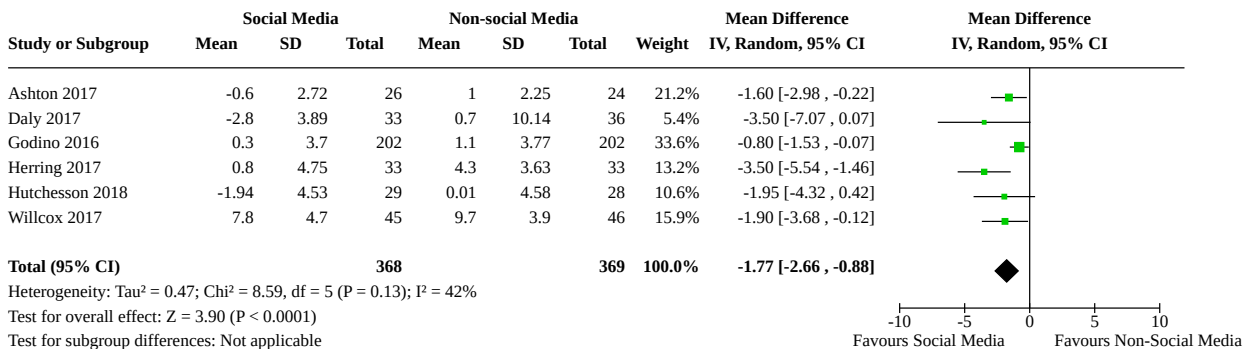 Social Media Non-social Media Mean Difference Mean Difference
Study or Subgroup Mean SD Total Mean SD Total Weight IV, Random, 95% CI IV, Random, 95% CI
Ashton 2017 -0.6 2.72 26 1 2.25 24 21.2% -1.60 [-2.98 , -0.22]
Daly 2017 -2.8 3.89 33 0.7 10.14 36 5.4% -3.50 [-7.07 , 0.07]
Godino 2016 0.3 3.7 202 1.1 3.77 202 33.6% -0.80 [-1.53 , -0.07]
Herring 2017 0.8 4.75 33 4.3 3.63 33 13.2% -3.50 [-5.54 , -1.46]
Hutchesson 2018 -1.94 4.53 29 0.01 4.58 28 10.6% -1.95 [-4.32 , 0.42]
Willcox 2017 7.8 4.7 45 9.7 3.9 46 15.9% -1.90 [-3.68 , -0.12]
Total (95% CI) 368 369 100.0% -1.77 [-2.66 , -0.88]
Heterogeneity: Tau² = 0.47; Chi² = 8.59, df = 5 (P = 0.13); I² = 42%
Test for overall effect: Z = 3.90 (P < 0.0001) -10 -5 0 5 10
Test for subgroup differences: Not applicable Favours Social Media Favours Non-Social Media